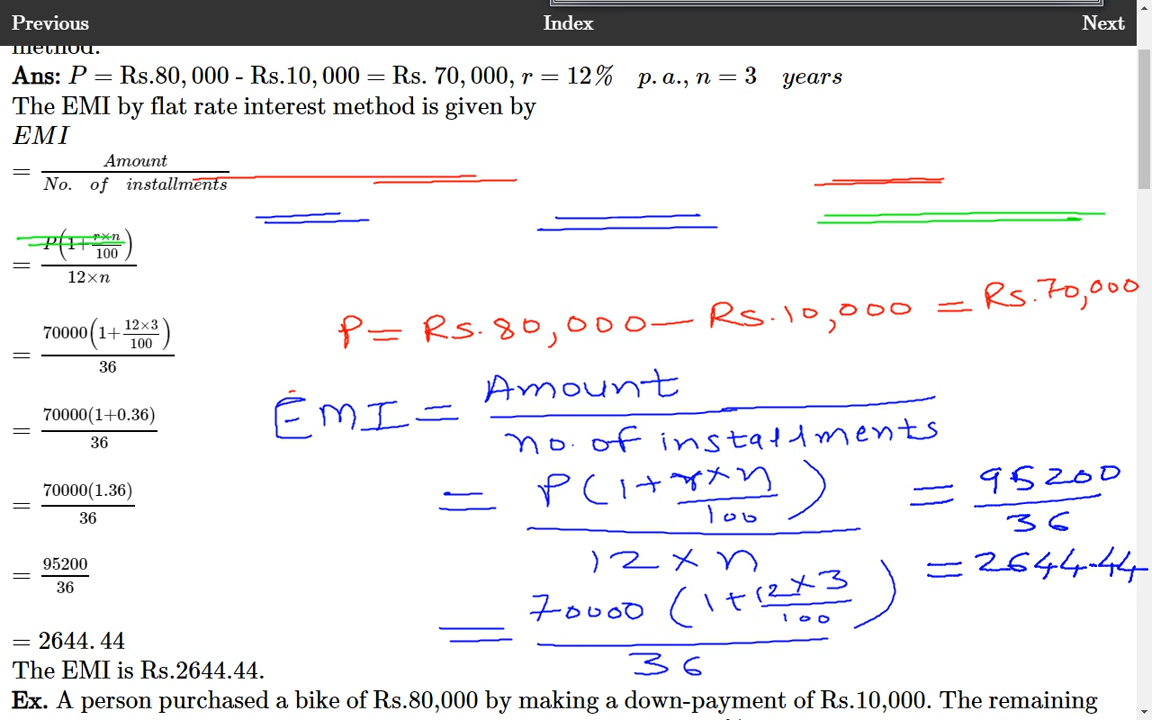 Previous Index Next
method.
Ans: P = Rs.80, 000 - Rs.10, 000 = Rs. 70, 000, r = 12% p. a., n = 3 years
The EMI by flat rate interest method is given by
EMI
= Amount / No. of installments
= P(1+ r×n/100) / 12×n
= 70000(1+ 12×3/100) / 36
= 70000(1+0.36) / 36
= 70000(1.36) / 36
= 95200 / 36
= 2644. 44
The EMI is Rs.2644.44.
Ex. A person purchased a bike of Rs.80,000 by making a down-payment of Rs.10,000. The remaining
P = Rs.80,000 — Rs.10,000 = Rs.70,000
EMI = Amount / no. of installments
= P(1+ r×n/100) / 12×n
= 70000 (1+ 12×3/100) / 36
= 95200 / 36
= 2644.44